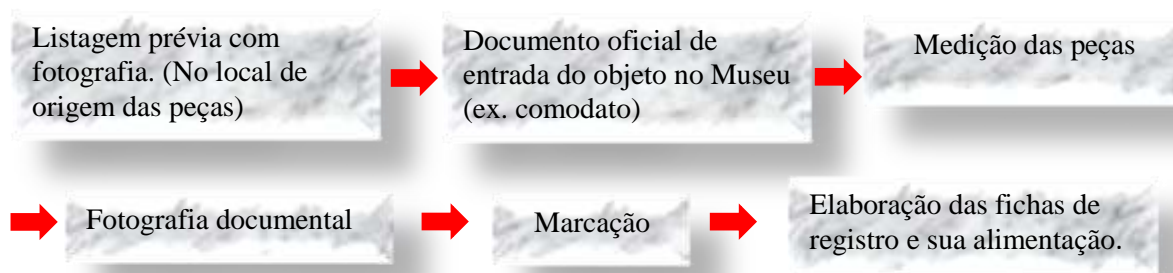 Listagem prévia com
fotografia. (No local de
origem das peças)
Documento oficial de
entrada do objeto no Museu
(ex. comodato)
Medição das peças
Fotografia documental
Marcação
Elaboração das fichas de
registro e sua alimentação.